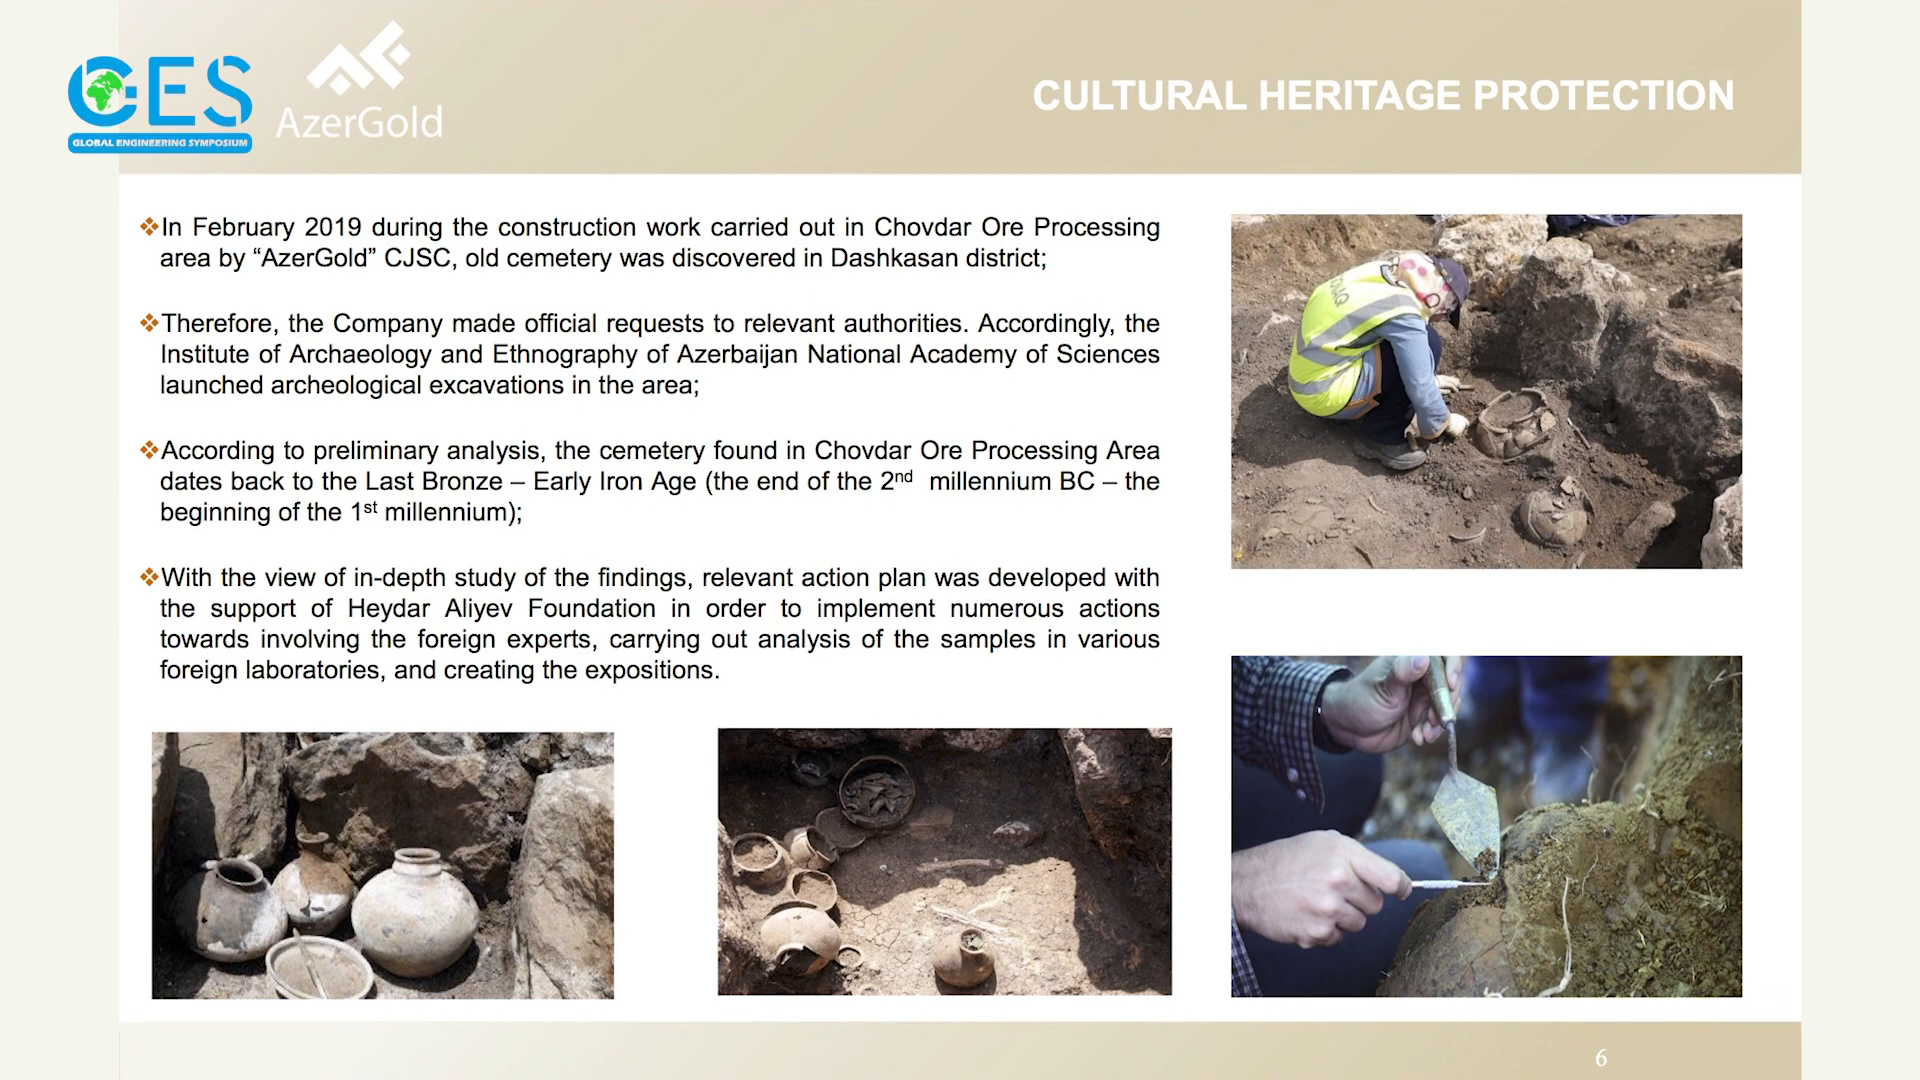 GES
GLOBAL ENGINEERING SYMPOSIUM
AzerGold
CULTURAL HERITAGE PROTECTION
❖In February 2019 during the construction work carried out in Chovdar Ore Processing
area by “AzerGold” CJSC, old cemetery was discovered in Dashkasan district;
❖Therefore, the Company made official requests to relevant authorities. Accordingly, the
Institute of Archaeology and Ethnography of Azerbaijan National Academy of Sciences
launched archeological excavations in the area;
❖According to preliminary analysis, the cemetery found in Chovdar Ore Processing Area
dates back to the Last Bronze – Early Iron Age (the end of the 2nd millennium BC – the
beginning of the 1st millennium);
❖With the view of in-depth study of the findings, relevant action plan was developed with
the support of Heydar Aliyev Foundation in order to implement numerous actions
towards involving the foreign experts, carrying out analysis of the samples in various
foreign laboratories, and creating the expositions.
6